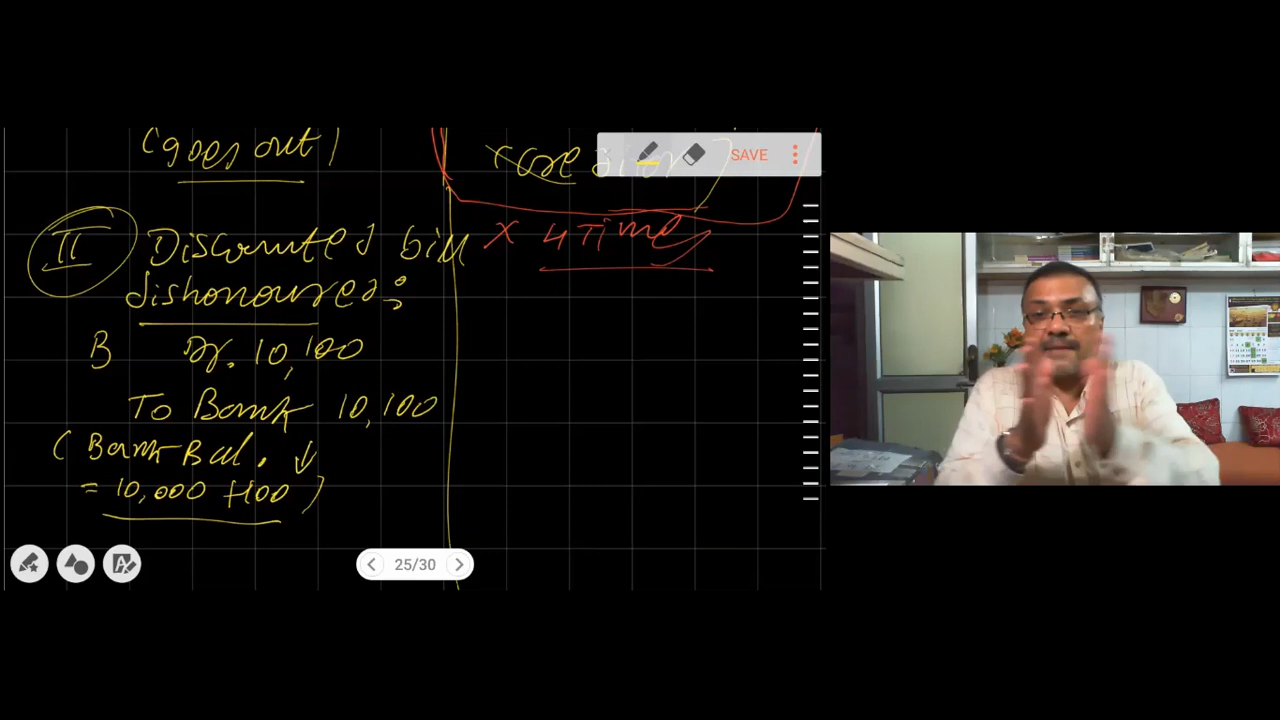 (goes out)
II Discounted bill
dishonoured:
B Dr. 10,100
To Bank 10,100
(Bank Bal. ↓
= 10,000 + 100)
SAVE
x 4 Times
25/30